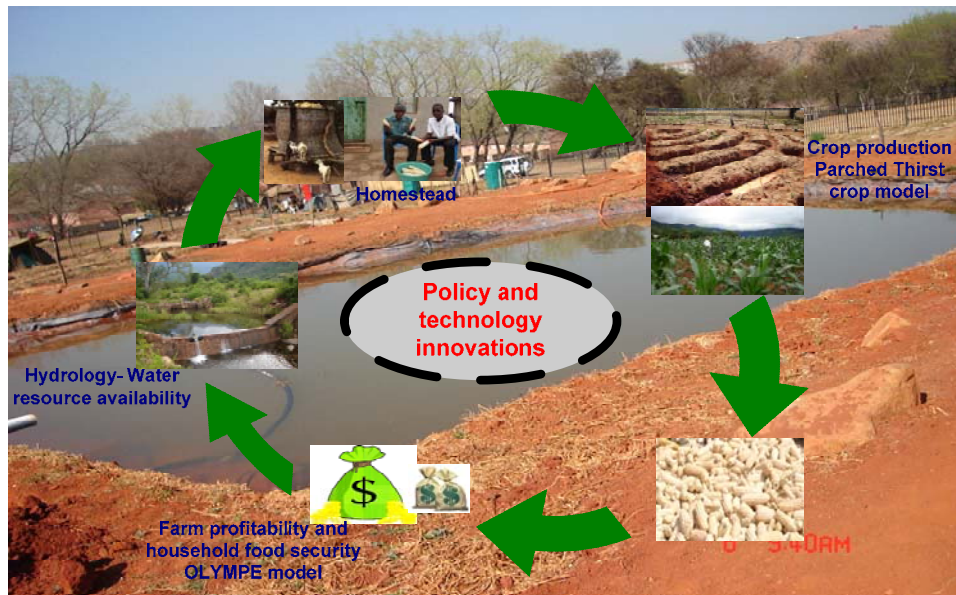 Homestead
Crop production
Parched Thirst
crop model
Policy and
technology
innovations
Hydrology- Water
resource availability
$
$ $
Farm profitability and
household food security
OLYMPE model